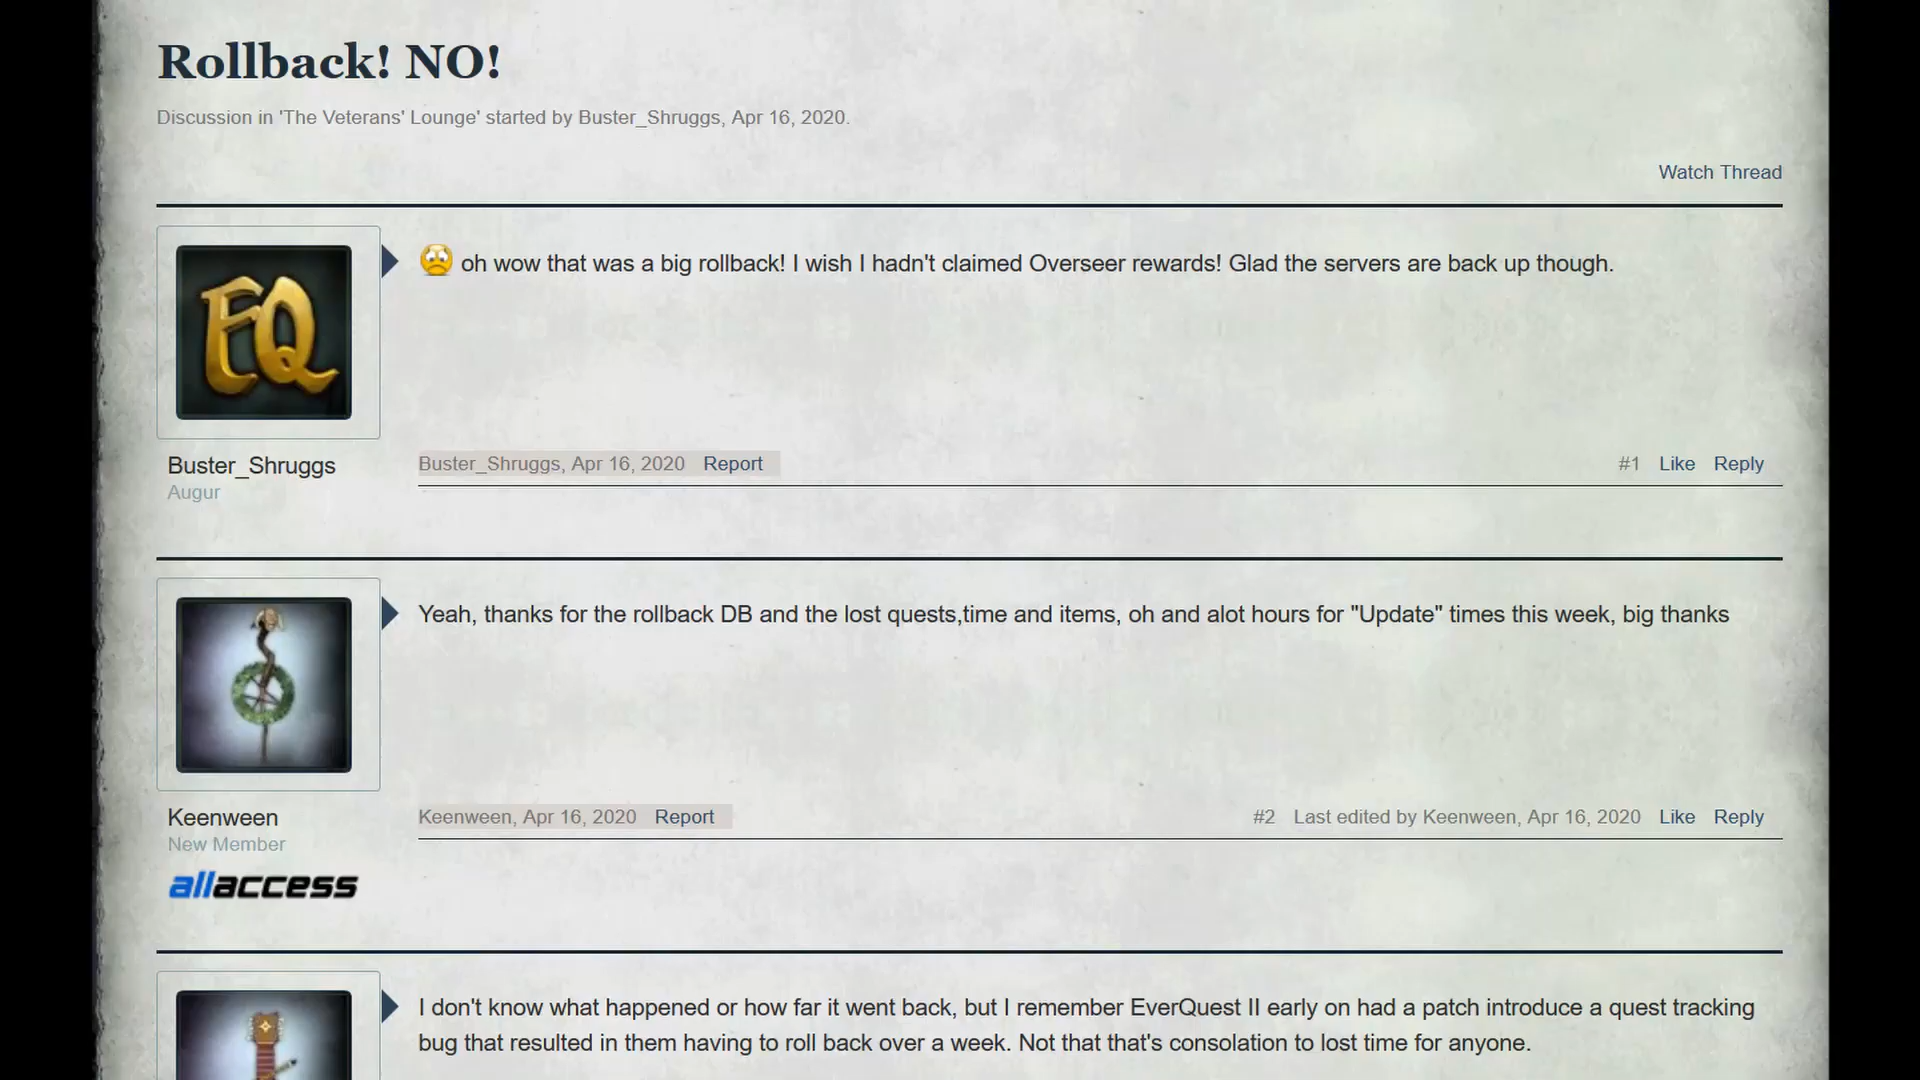 Rollback! NO!
Discussion in 'The Veterans' Lounge' started by Buster_Shruggs, Apr 16, 2020.
Watch Thread
EQ
oh wow that was a big rollback! I wish I hadn't claimed Overseer rewards! Glad the servers are back up though.
Buster_Shruggs
Augur
Buster_Shruggs, Apr 16, 2020 Report #1 Like Reply
Yeah, thanks for the rollback DB and the lost quests,time and items, oh and alot hours for "Update" times this week, big thanks
Keenween
New Member
allaccess
Keenween, Apr 16, 2020 Report #2 Last edited by Keenween, Apr 16, 2020 Like Reply
I don't know what happened or how far it went back, but I remember EverQuest II early on had a patch introduce a quest tracking
bug that resulted in them having to roll back over a week. Not that that's consolation to lost time for anyone.